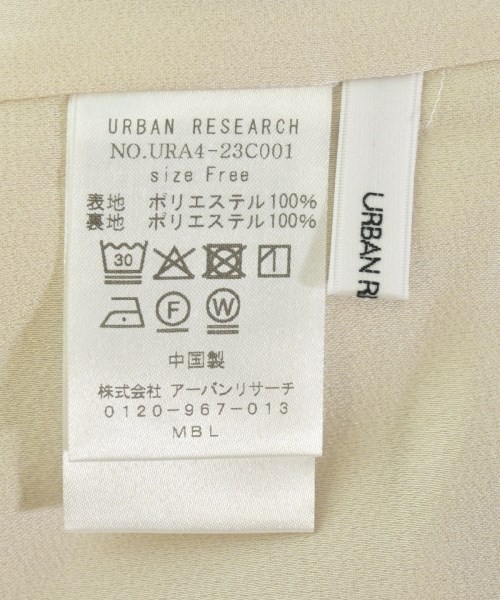 URBAN RESEARCH
NO.URA4-23C001
size Free
表地 ポリエステル100%
裏地 ポリエステル100%
30
F W
中国製
株式会社 アーバンリサーチ
0120-967-013
MBL
URBAN